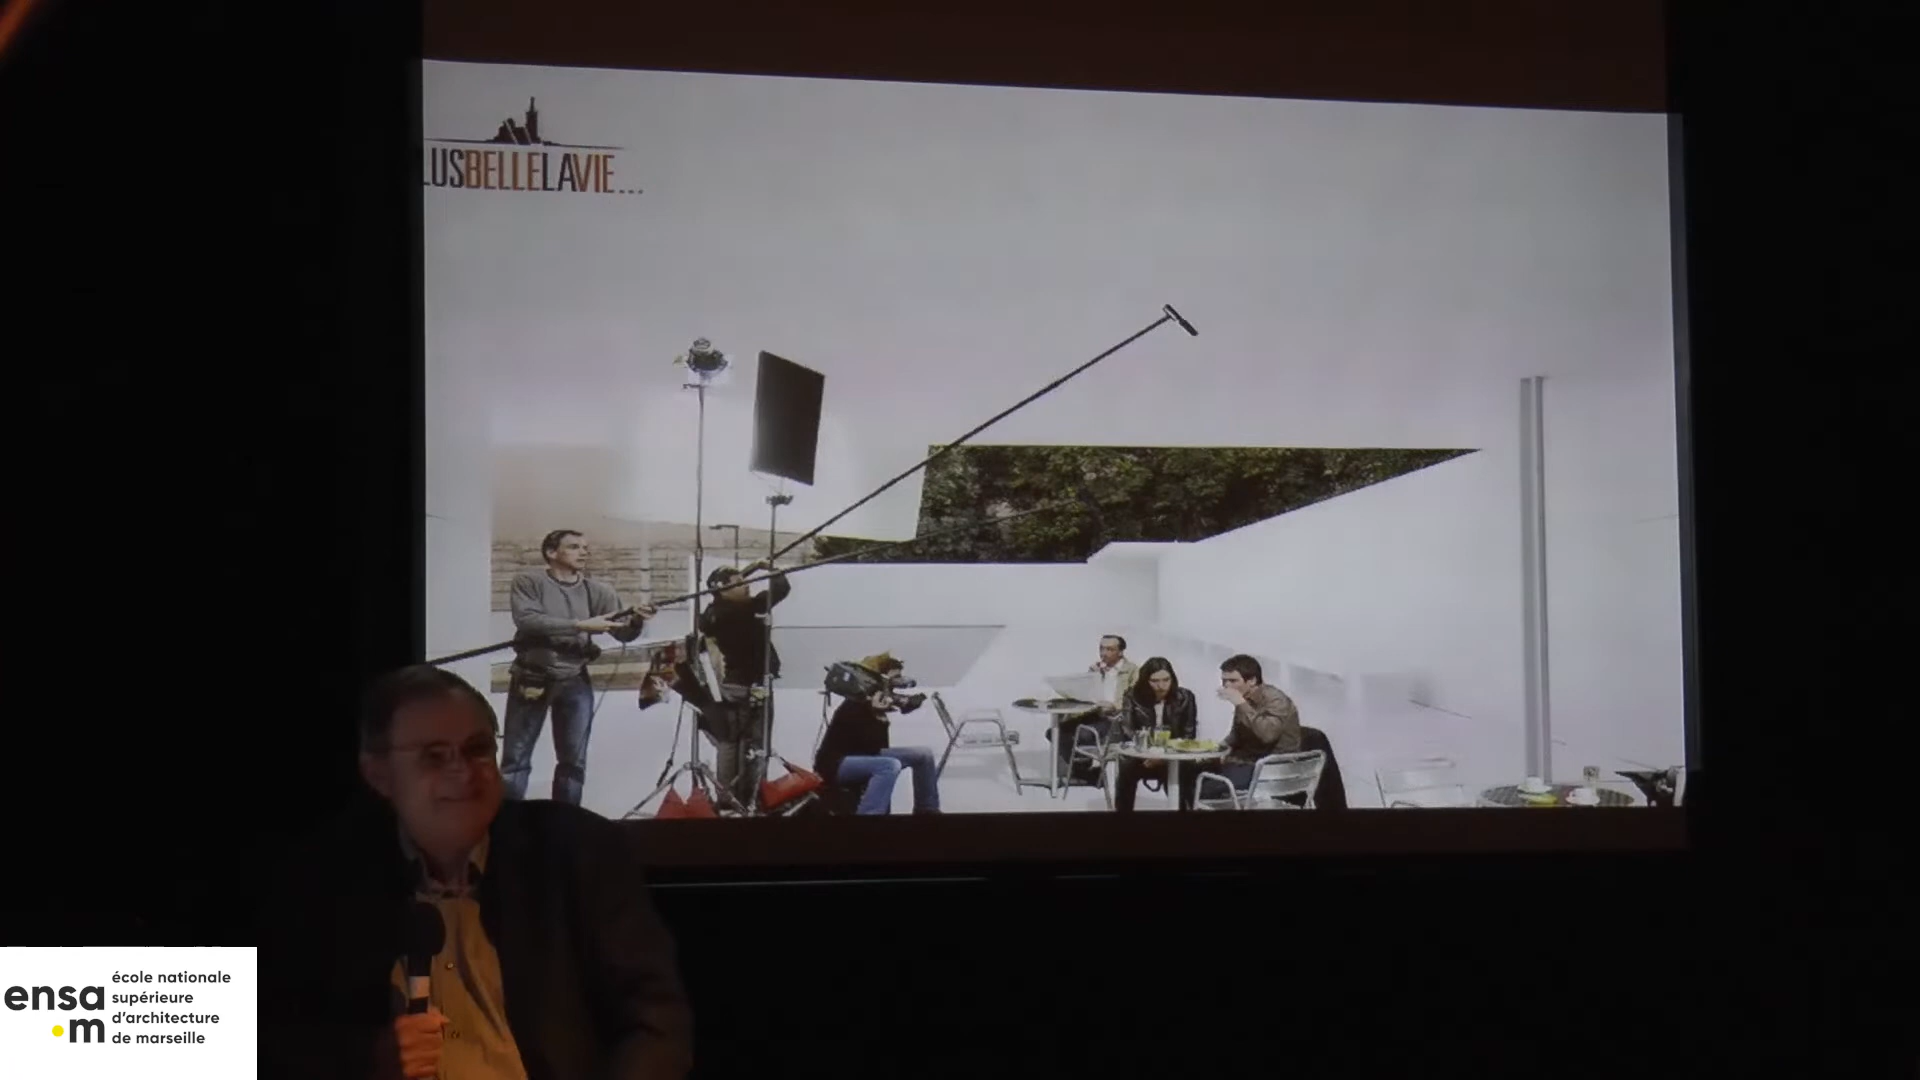 LUSBELLELAVIE...
ensa
•m
école nationale
supérieure
d'architecture
de marseille